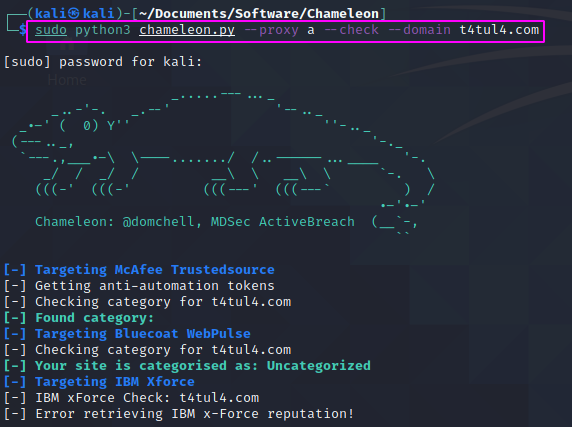 (kali㉿kali)-[~/Documents/Software/Chameleon]
$ sudo python3 chameleon.py --proxy a --check --domain t4tul4.com
[sudo] password for kali:
Home
Chameleon: @domchell, MDSec ActiveBreach
[-] Targeting McAfee Trustedsource
[-] Getting anti-automation tokens
[-] Checking category for t4tul4.com
[-] Found category:
[-] Targeting Bluecoat WebPulse
[-] Checking category for t4tul4.com
[-] Your site is categorised as: Uncategorized
[-] Targeting IBM Xforce
[-] IBM xForce Check: t4tul4.com
[-] Error retrieving IBM x-Force reputation!